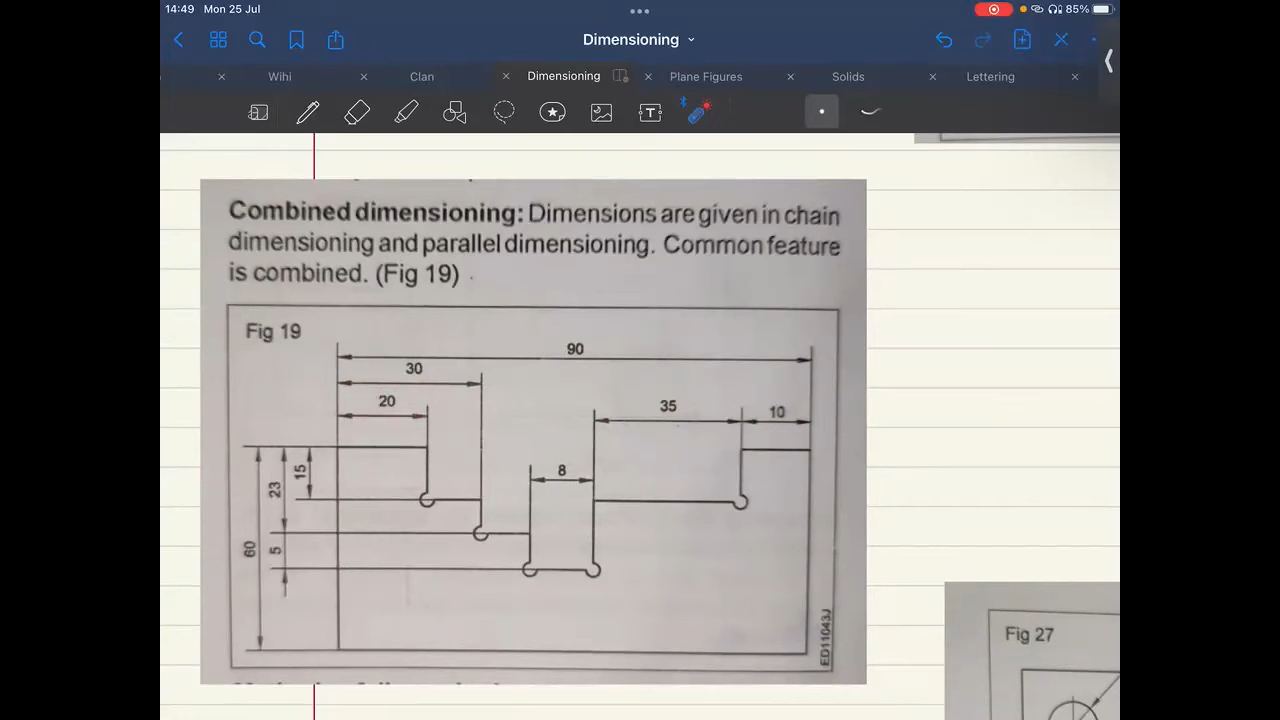 14:49 Mon 25 Jul
85%
Dimensioning
Wihi
Clan
Dimensioning
Plane Figures
Solids
Lettering
Combined dimensioning: Dimensions are given in chain
dimensioning and parallel dimensioning. Common feature
is combined. (Fig 19)
Fig 19
90
30
20
35
10
15
23
8
60
5
ED11043J
Fig 27